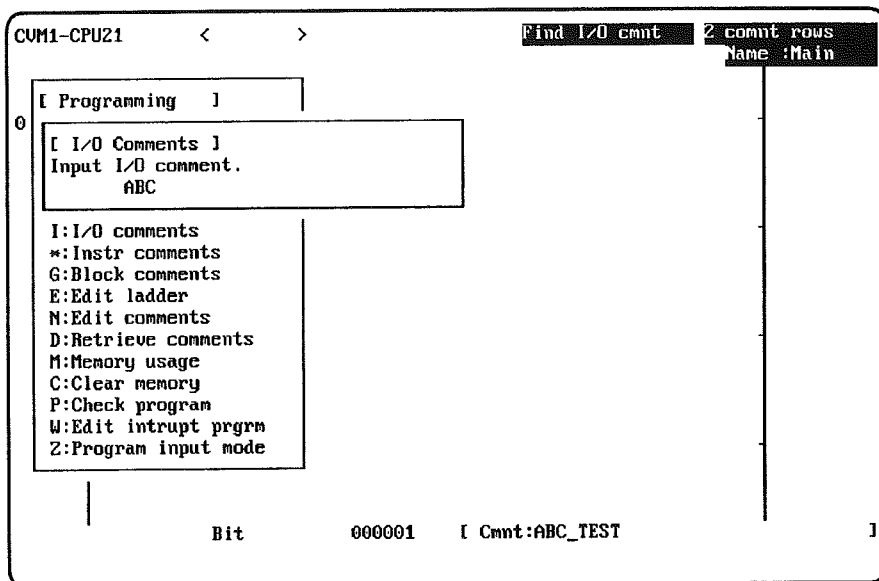 CVM1-CPU21 < > Find I/O cmnt 2 comnt rows
Name :Main
[ Programming ]
0
[ I/O Comments ]
Input I/O comment.
ABC
I:I/O comments
*:Instr comments
G:Block comments
E:Edit ladder
N:Edit comments
D:Retrieve comments
M:Memory usage
C:Clear memory
P:Check program
W:Edit intrupt prgrm
Z:Program input mode
Bit 000001 [ Cmnt:ABC_TEST ]